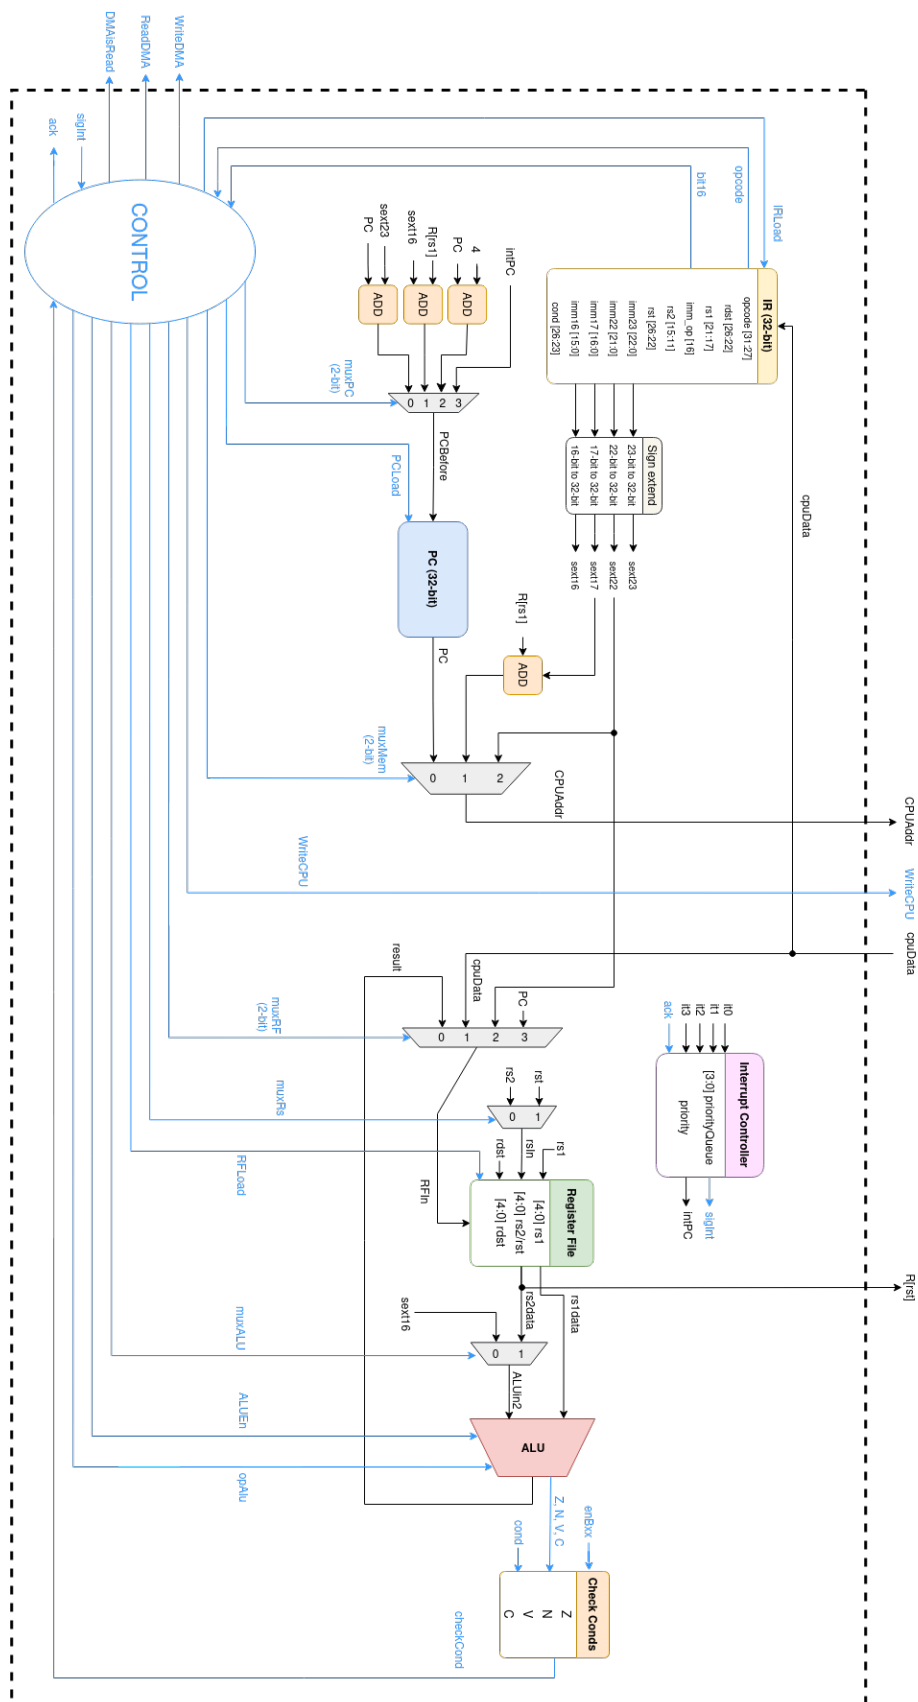 WriteDMA
ReadDMA
DMAisRead
sigInt
ack
CONTROL
IRLoad
opcode
bit16
intPC
4
PC
R[rs1]
sext16
sext23
PC
ADD
ADD
ADD
muxPC
(2-bit)
0 1 2 3
IR (32-bit)
opcode [31:27]
rdst [26:22]
rs1 [21:17]
imm_op [16]
rs2 [15:11]
rst [26:22]
imm23 [22:0]
imm22 [21:0]
imm17 [16:0]
imm16 [15:0]
cond [26:23]
Sign extend
23-bit to 32-bit
22-bit to 32-bit
17-bit to 32-bit
16-bit to 32-bit
sext23
sext22
sext17
sext16
cpuData
PCBefore
PCLoad
PC (32-bit)
PC
R[rs1]
ADD
muxMem
(2-bit)
0 1 2
CPUAddr
CPUAddr
WriteCPU
WriteCPU
cpuData
result
cpuData
PC
muxRF
(2-bit)
0 1 2 3
it0
it1
it2
it3
ack
Interrupt Controller
[3:0] priorityQueue
priority
sigInt
intPC
rst
rs2
muxRs
0 1
rs1
rsIn
rdst
RFLoad
RFIn
Register File
[4:0] rs1
[4:0] rs2/rst
[4:0] rdst
R[rst]
rs1data
rs2data
sext16
muxALU
0 1
ALUin2
ALUEn
opAlu
ALU
Z, N, V, C
enBxx
cond
Check Conds
Z
N
V
C
checkCond